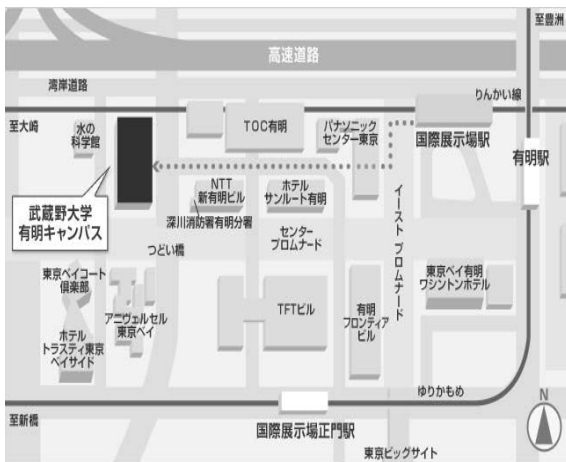 至豊洲
高速道路
湾岸道路
りんかい線
至大崎
水の
科学館
TOC有明
パナソニック
センター東京
国際展示場駅
有明駅
武蔵野大学
有明キャンパス
NTT
新有明ビル
ホテル
サンルート有明
深川消防署有明分署
イースト プロムナード
つどい橋
センター
プロムナード
東京ベイコート
倶楽部
アニヴェルセル
東京ベイ
TFTビル
有明
フロンティア
ビル
東京ベイ有明
ワシントンホテル
ホテル
トラスティ東京
ベイサイド
ゆりかもめ
N
至新橋
国際展示場正門駅
東京ビッグサイト